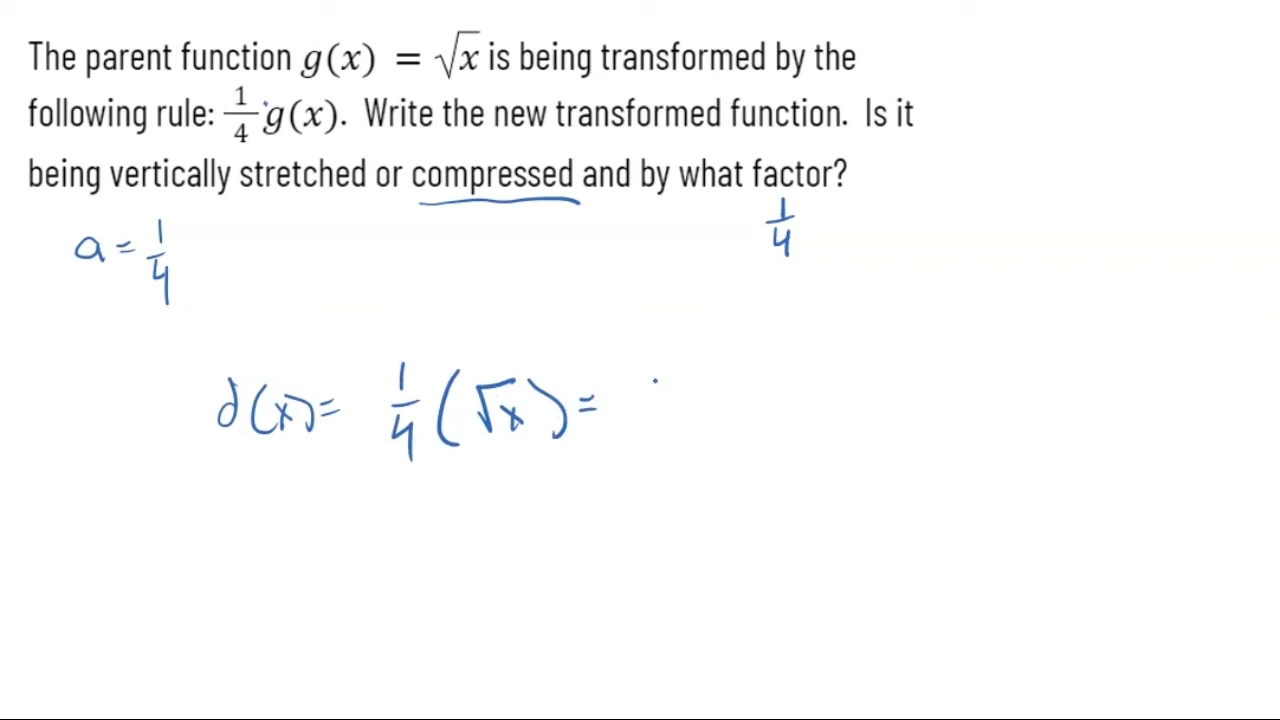 The parent function g(x) = √x is being transformed by the
following rule: 1/4 g(x). Write the new transformed function. Is it
being vertically stretched or compressed and by what factor?
a = 1/4
1/4
d(x) = 1/4 (√x) =